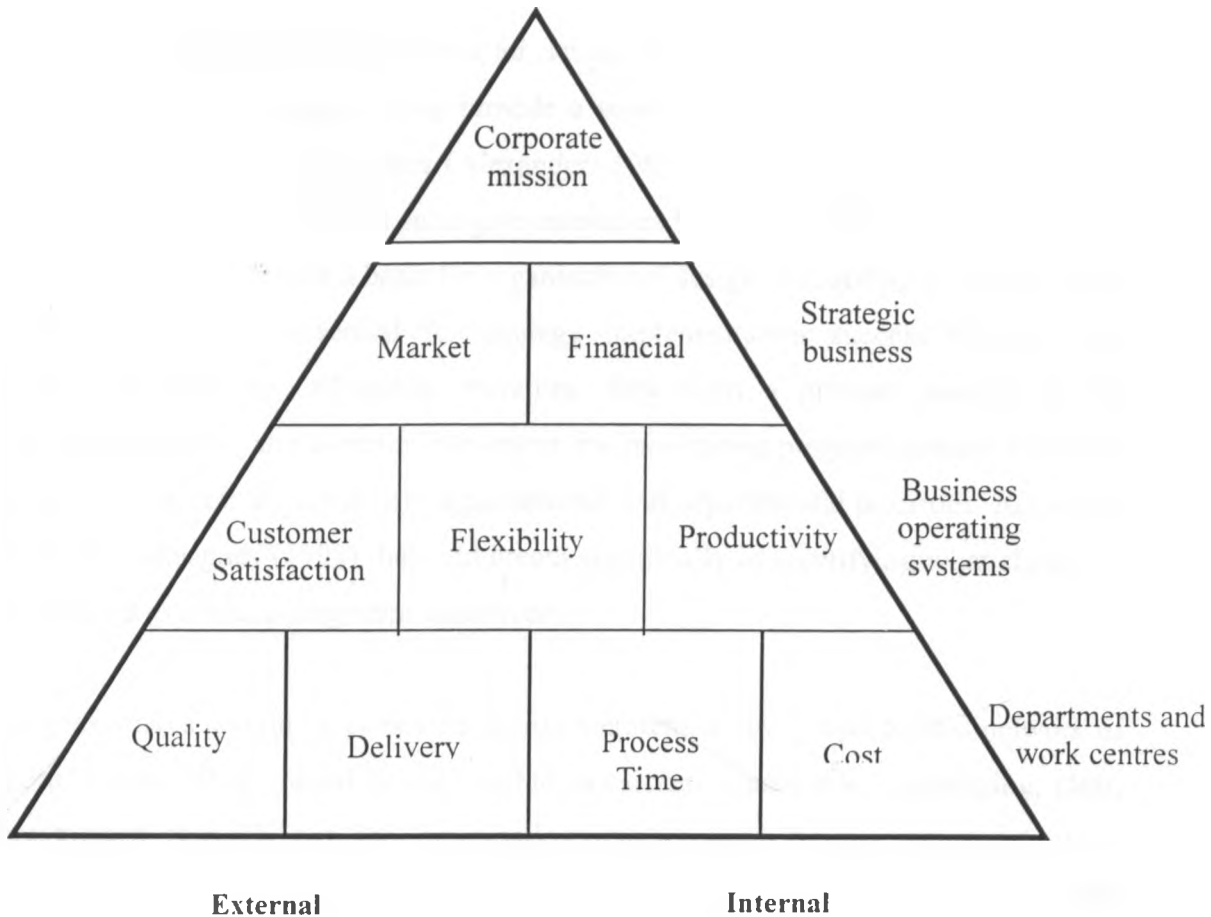 Corporate
mission
Market
Financial
Strategic
business
Customer
Satisfaction
Flexibility
Productivity
Business
operating
systems
Quality
Delivery
Process
Time
Cost
Departments and
work centres
External
Internal